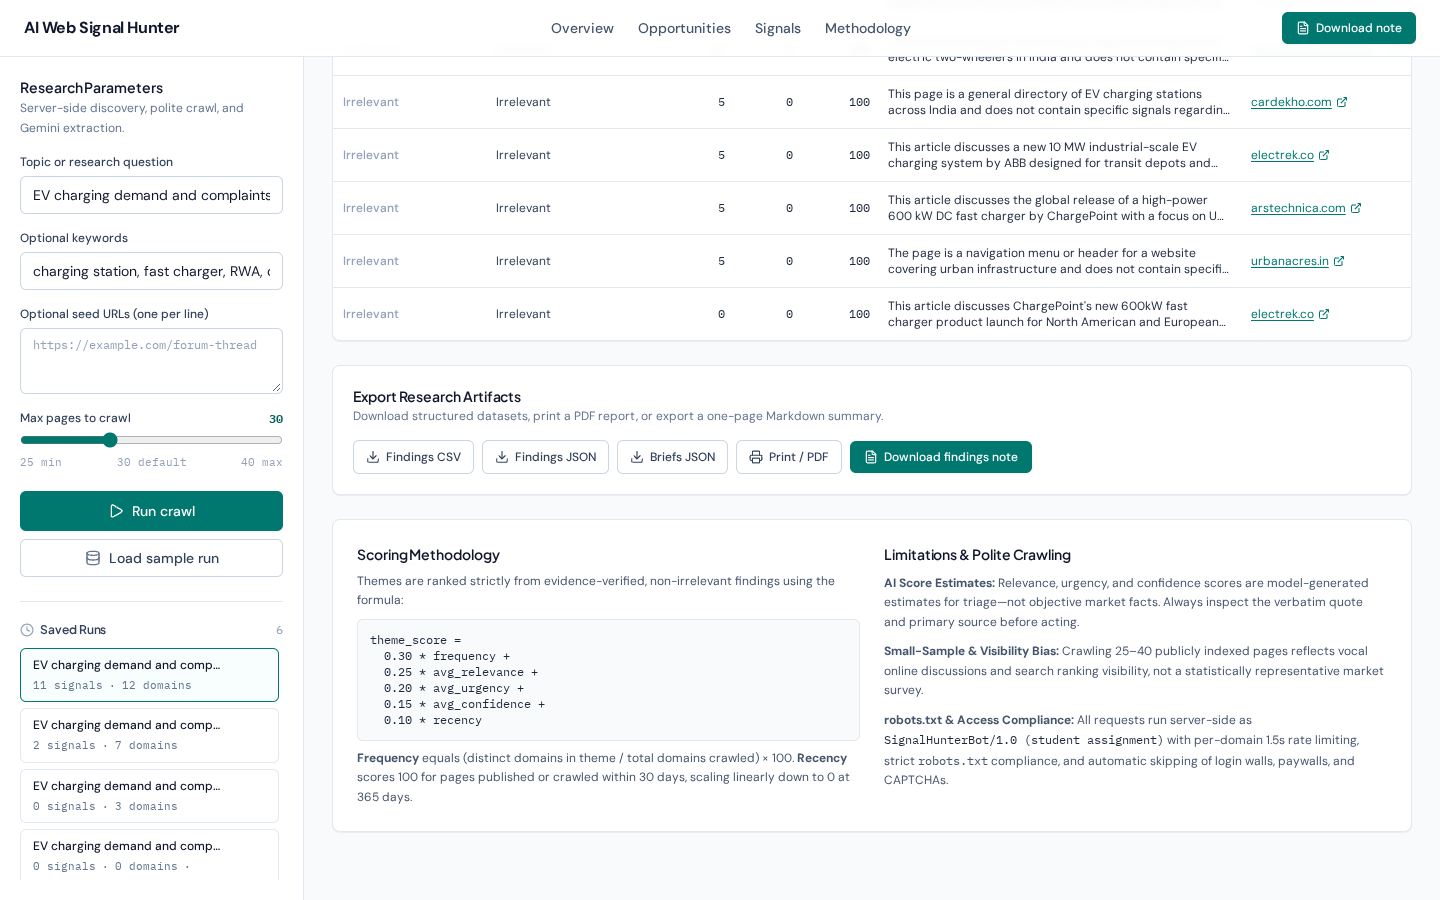 AI Web Signal Hunter
Overview
Opportunities
Signals
Methodology
Download note
Research Parameters
Server-side discovery, polite crawl, and
Gemini extraction.
Topic or research question
EV charging demand and complaints
Optional keywords
charging station, fast charger, RWA,
Optional seed URLs (one per line)
https://example.com/forum-thread
Max pages to crawl
30
25 min
30 default
40 max
Run crawl
Load sample run
Saved Runs
6
EV charging demand and comp...
11 signals · 12 domains
EV charging demand and comp...
2 signals · 7 domains
EV charging demand and comp...
0 signals · 3 domains
EV charging demand and comp...
0 signals · 0 domains ·
electric two-wheelers in India and does not contain specifi...
Irrelevant
Irrelevant
5
0
100
This page is a general directory of EV charging stations
across India and does not contain specific signals regardin...
cardekho.com
Irrelevant
Irrelevant
5
0
100
This article discusses a new 10 MW industrial-scale EV
charging system by ABB designed for transit depots and...
electrek.co
Irrelevant
Irrelevant
5
0
100
This article discusses the global release of a high-power
600 kW DC fast charger by ChargePoint with a focus on U...
arstechnica.com
Irrelevant
Irrelevant
5
0
100
The page is a navigation menu or header for a website
covering urban infrastructure and does not contain specifi...
urbanacres.in
Irrelevant
Irrelevant
0
0
100
This article discusses ChargePoint's new 600kW fast
charger product launch for North American and European...
electrek.co
Export Research Artifacts
Download structured datasets, print a PDF report, or export a one-page Markdown summary.
Findings CSV
Findings JSON
Briefs JSON
Print / PDF
Download findings note
Scoring Methodology
Themes are ranked strictly from evidence-verified, non-irrelevant findings using the
formula:
theme_score =
0.30 * frequency +
0.25 * avg_relevance +
0.20 * avg_urgency +
0.15 * avg_confidence +
0.10 * recency
Frequency equals (distinct domains in theme / total domains crawled) × 100. Recency
scores 100 for pages published or crawled within 30 days, scaling linearly down to 0 at
365 days.
Limitations & Polite Crawling
AI Score Estimates: Relevance, urgency, and confidence scores are model-generated
estimates for triage—not objective market facts. Always inspect the verbatim quote
and primary source before acting.
Small-Sample & Visibility Bias: Crawling 25–40 publicly indexed pages reflects vocal
online discussions and search ranking visibility, not a statistically representative market
survey.
robots.txt & Access Compliance: All requests run server-side as
SignalHunterBot/1.0 (student assignment) with per-domain 1.5s rate limiting,
strict robots.txt compliance, and automatic skipping of login walls, paywalls, and
CAPTCHAs.